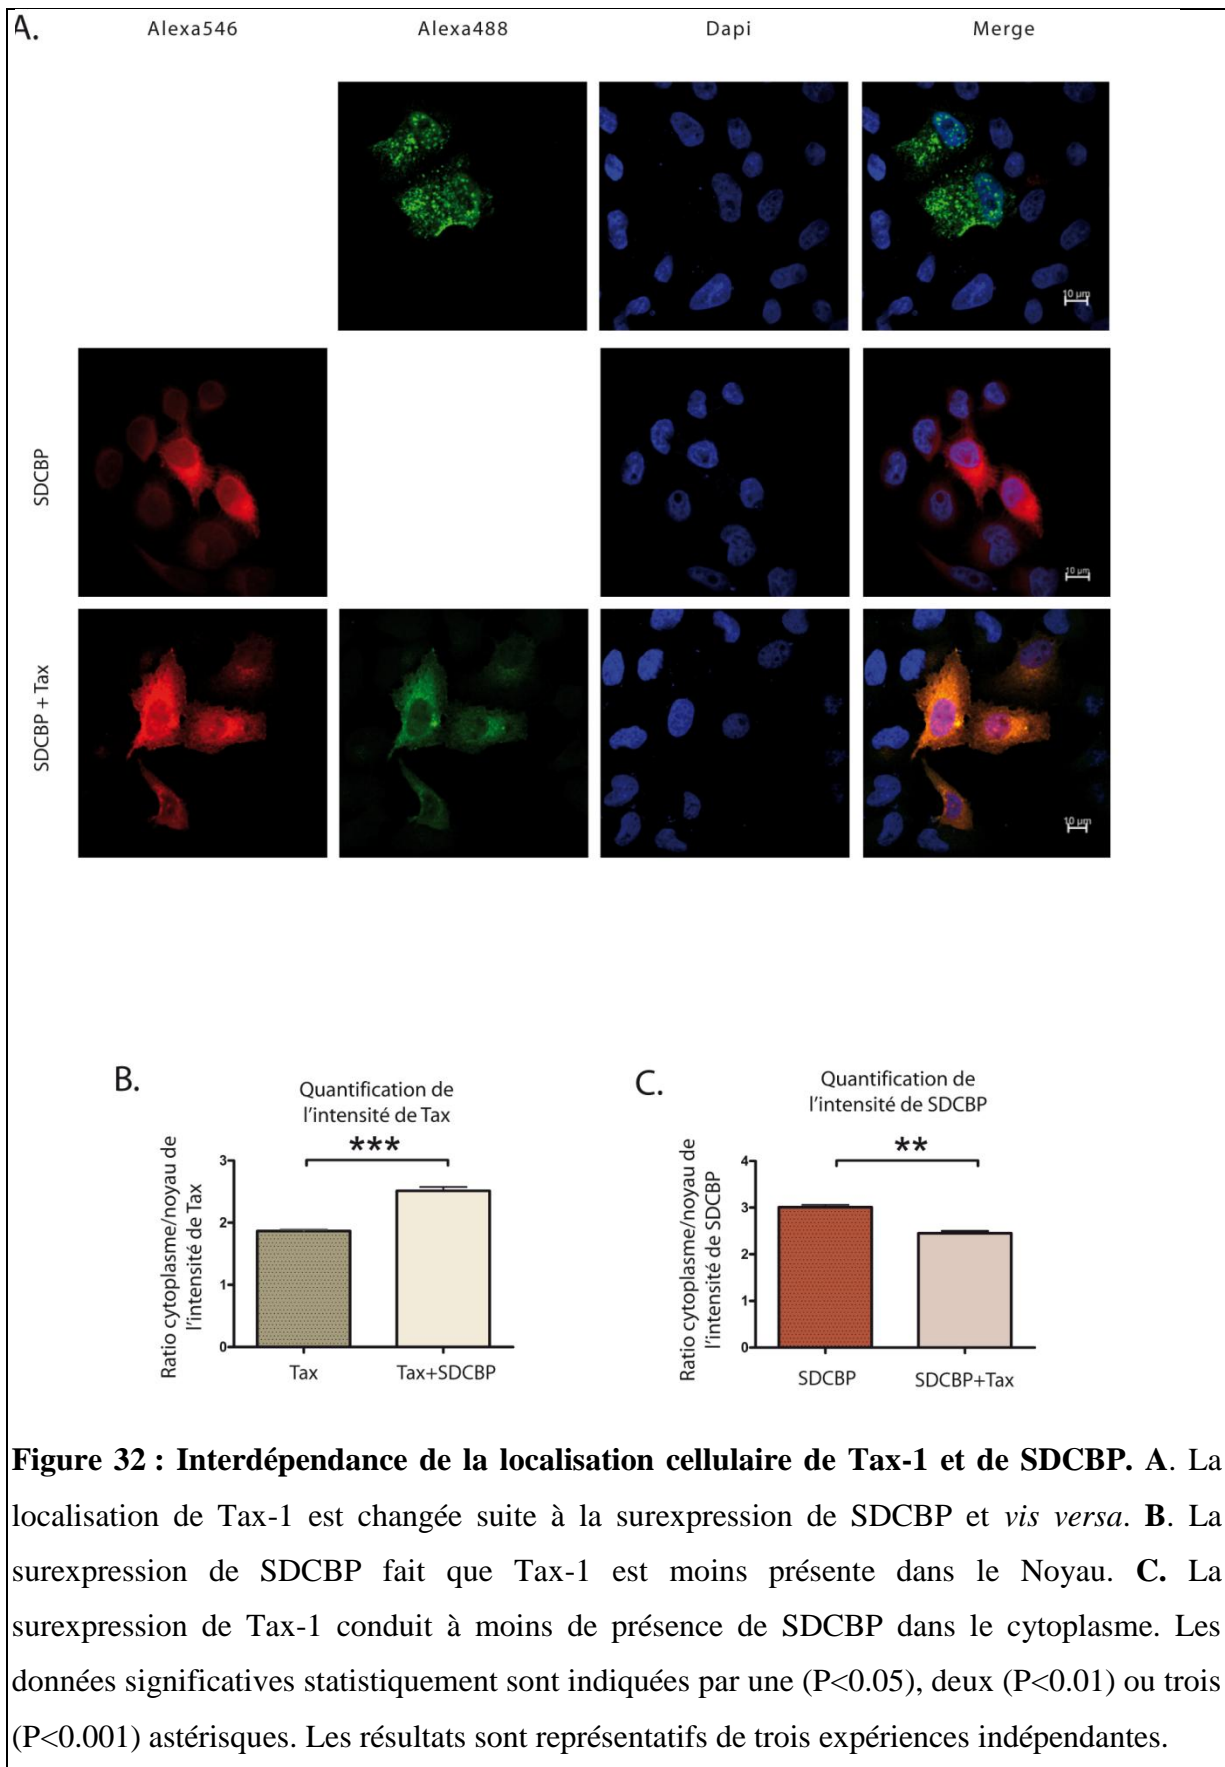 A.
Alexa546 Alexa488 Dapi Merge
10 µm
SDCBP
10 µm
SDCBP + Tax
10 µm
B.
Quantification de
l'intensité de Tax
***
Ratio cytoplasme/noyau de
l'intensité de Tax
3
2
1
0
Tax Tax+SDCBP
C.
Quantification de
l'intensité de SDCBP
**
Ratio cytoplasme/noyau de
l'intensité de SDCBP
4
3
2
1
0
SDCBP SDCBP+Tax
Figure 32 : Interdépendance de la localisation cellulaire de Tax-1 et de SDCBP. A. La
localisation de Tax-1 est changée suite à la surexpression de SDCBP et vis versa. B. La
surexpression de SDCBP fait que Tax-1 est moins présente dans le Noyau. C. La
surexpression de Tax-1 conduit à moins de présence de SDCBP dans le cytoplasme. Les
données significatives statistiquement sont indiquées par une (P<0.05), deux (P<0.01) ou trois
(P<0.001) astérisques. Les résultats sont représentatifs de trois expériences indépendantes.